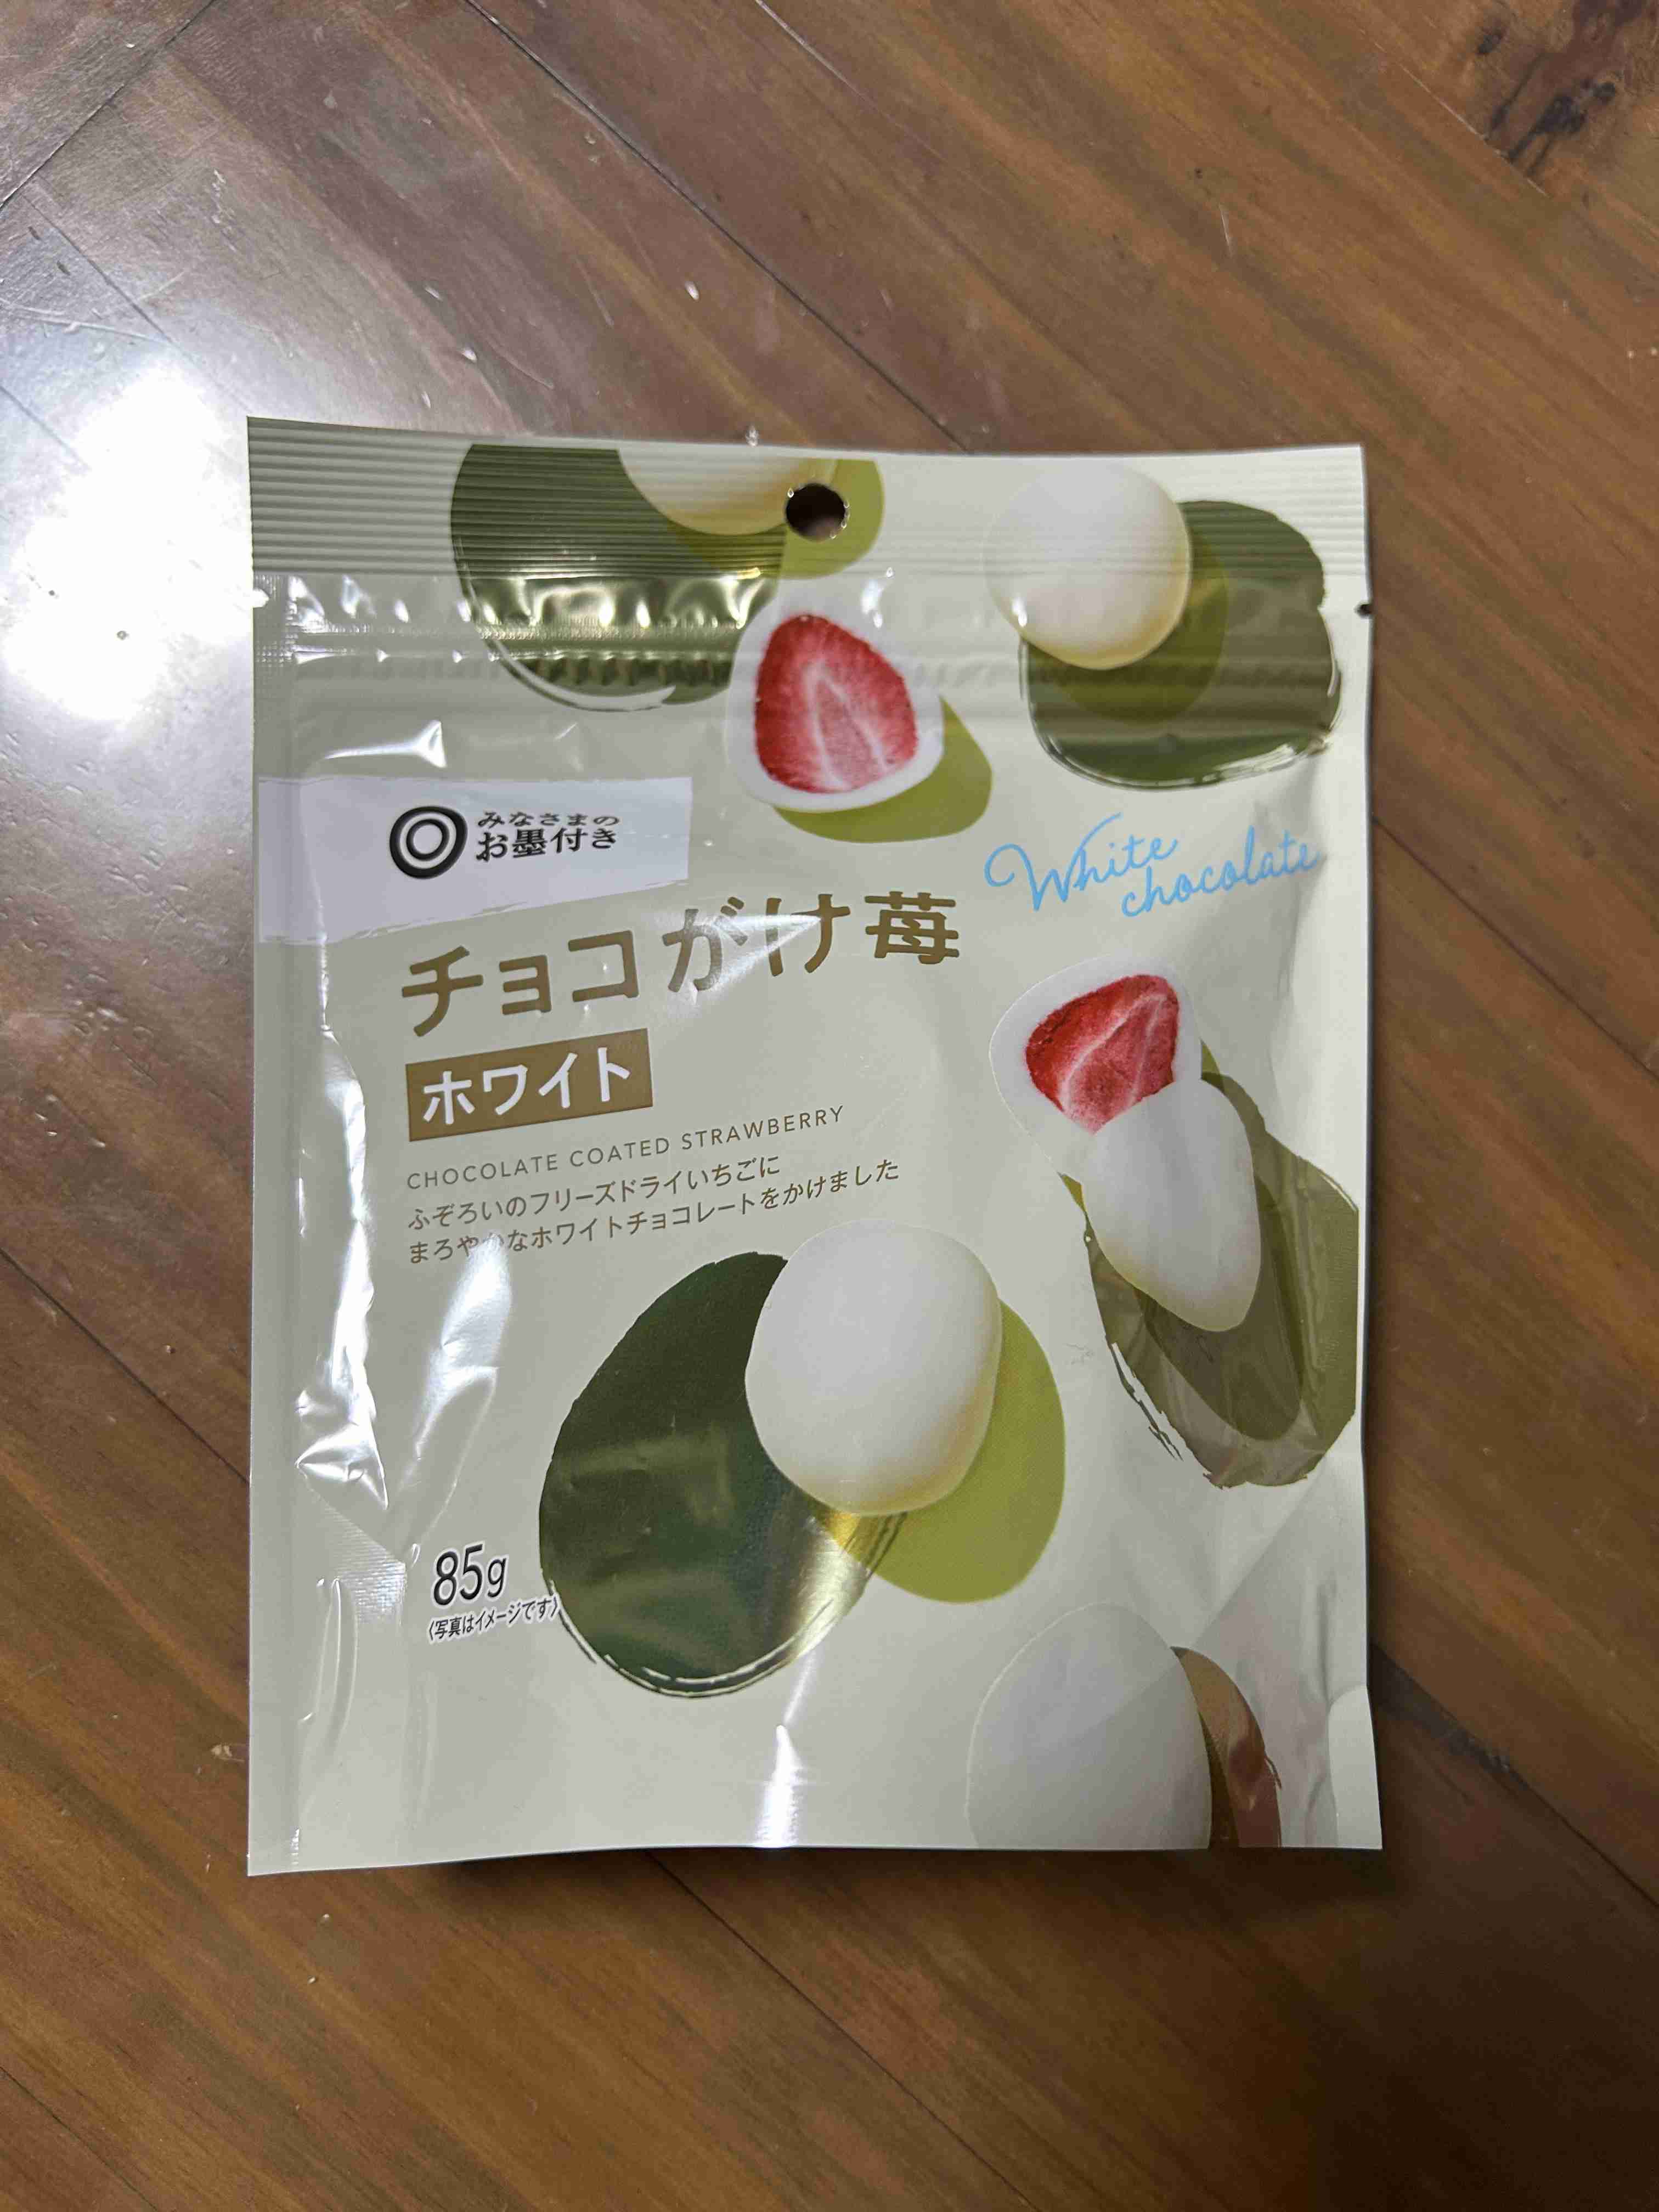 みなさまの
お墨付き
White
chocolate
チョコがけ苺
ホワイト
CHOCOLATE COATED STRAWBERRY
ふぞろいのフリーズドライいちごに
まろやかなホワイトチョコレートをかけました
85g
〈写真はイメージです〉